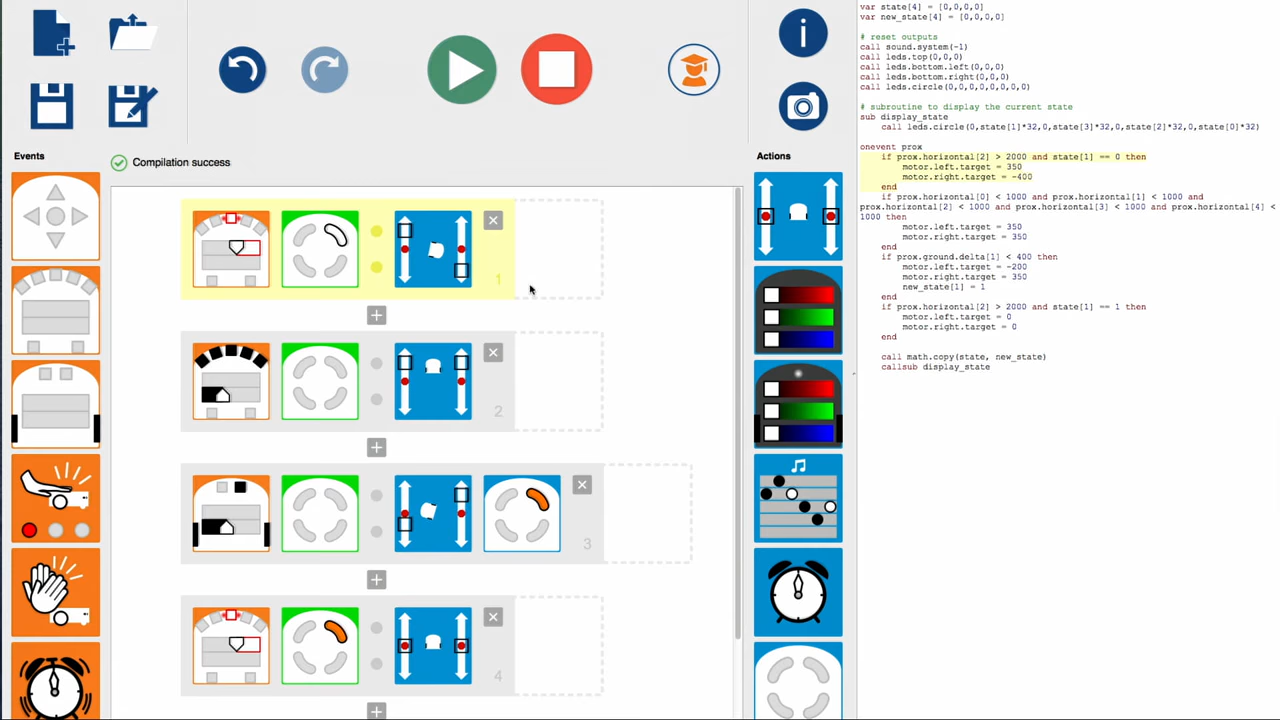 Events
Compilation success
Actions
1
2
3
4
var state[4] = [0,0,0,0]
var new_state[4] = [0,0,0,0]
# reset outputs
call sound.system(-1)
call leds.top(0,0,0)
call leds.bottom.left(0,0,0)
call leds.bottom.right(0,0,0)
call leds.circle(0,0,0,0,0,0,0,0)
# subroutine to display the current state
sub display_state
call leds.circle(0,state[1]*32,0,state[3]*32,0,state[2]*32,0,state[0]*32)
onevent prox
if prox.horizontal[2] > 2000 and state[1] == 0 then
motor.left.target = 350
motor.right.target = -400
end
if prox.horizontal[0] < 1000 and prox.horizontal[1] < 1000 and
prox.horizontal[2] < 1000 and prox.horizontal[3] < 1000 and prox.horizontal[4] <
1000 then
motor.left.target = 350
motor.right.target = 350
end
if prox.ground.delta[1] < 400 then
motor.left.target = -200
motor.right.target = 350
new_state[1] = 1
end
if prox.horizontal[2] > 2000 and state[1] == 1 then
motor.left.target = 0
motor.right.target = 0
end
call math.copy(state, new_state)
callsub display_state